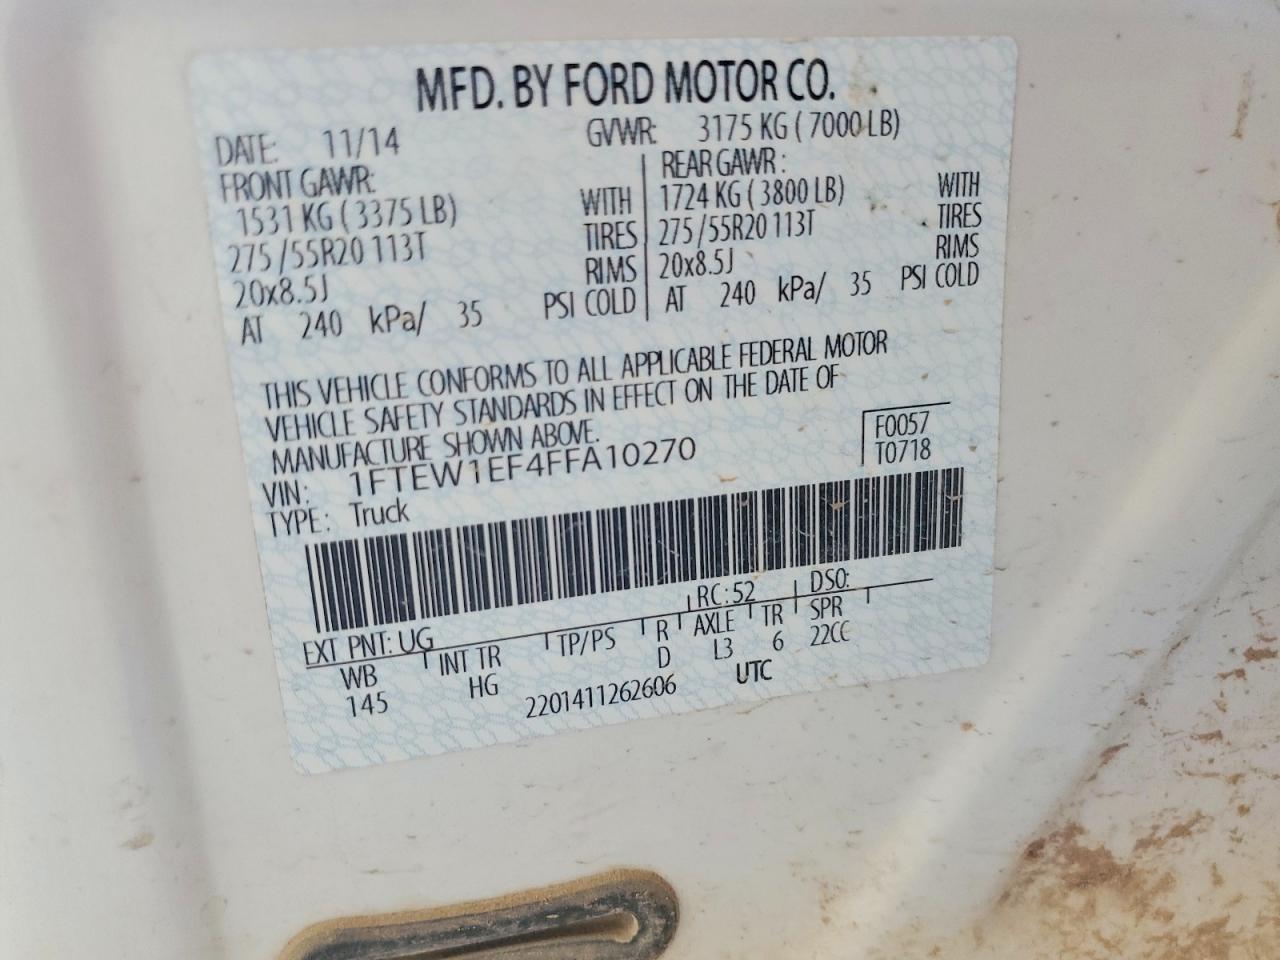 MFD. BY FORD MOTOR CO.
DATE: 11/14 GVWR: 3175 KG ( 7000 LB)
FRONT GAWR: REAR GAWR :
1531 KG ( 3375 LB) WITH 1724 KG ( 3800 LB) WITH
275 /55R20 113T TIRES 275 /55R20 113T TIRES
20x8.5J RIMS 20x8.5J RIMS
AT 240 kPa/ 35 PSI COLD AT 240 kPa/ 35 PSI COLD
THIS VEHICLE CONFORMS TO ALL APPLICABLE FEDERAL MOTOR
VEHICLE SAFETY STANDARDS IN EFFECT ON THE DATE OF
MANUFACTURE SHOWN ABOVE.
VIN: 1FTEW1EF4FFA10270 F0057
TYPE: Truck T0718
EXT PNT: UG RC: 52 DSO:
WB INT TR TP/PS R AXLE TR SPR
145 HG D L3 6 22CC
2201411262606 UTC